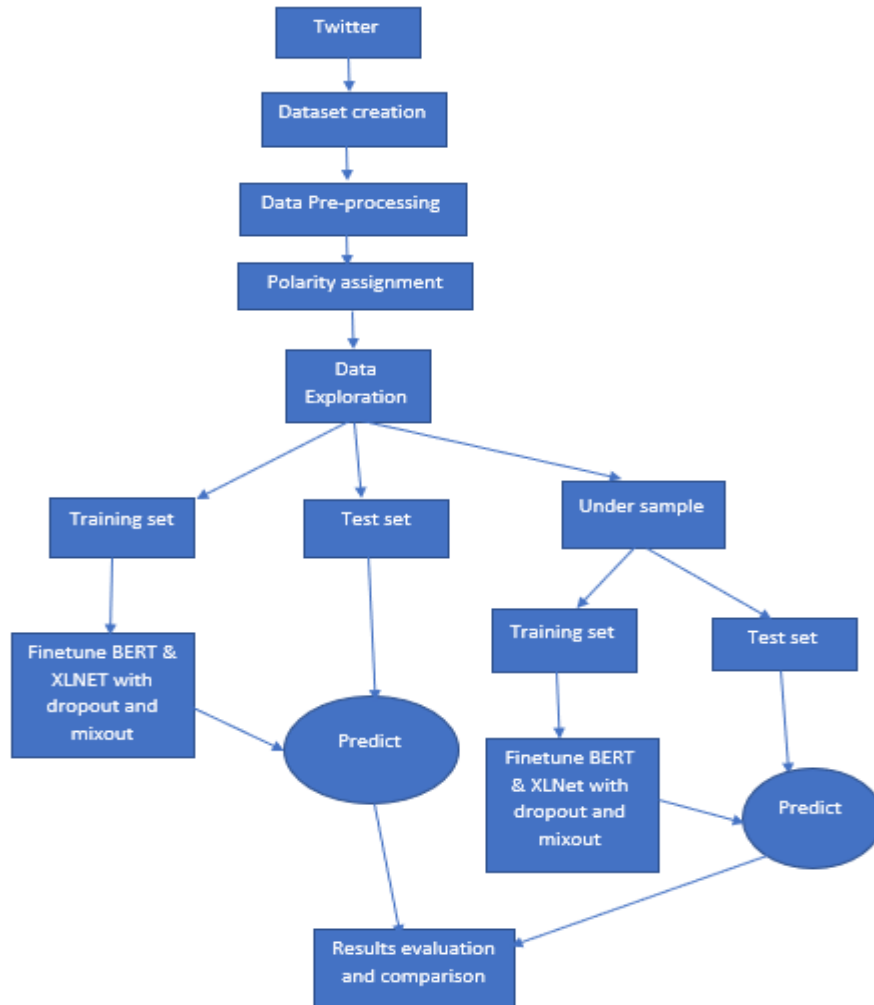 Twitter
Dataset creation
Data Pre-processing
Polarity assignment
Data
Exploration
Training set
Test set
Under sample
Finetune BERT &
XLNET with
dropout and
mixout
Predict
Training set
Test set
Finetune BERT
& XLNet with
dropout and
mixout
Predict
Results evaluation
and comparison